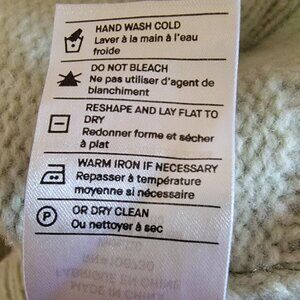 HAND WASH COLD
Laver à la main à l'eau
froide
DO NOT BLEACH
Ne pas utiliser d'agent de
blanchiment
RESHAPE AND LAY FLAT TO
DRY
Redonner forme et sécher
à plat
WARM IRON IF NECESSARY
Repasser à température
moyenne si nécessaire
P
OR DRY CLEAN
Ou nettoyer à sec